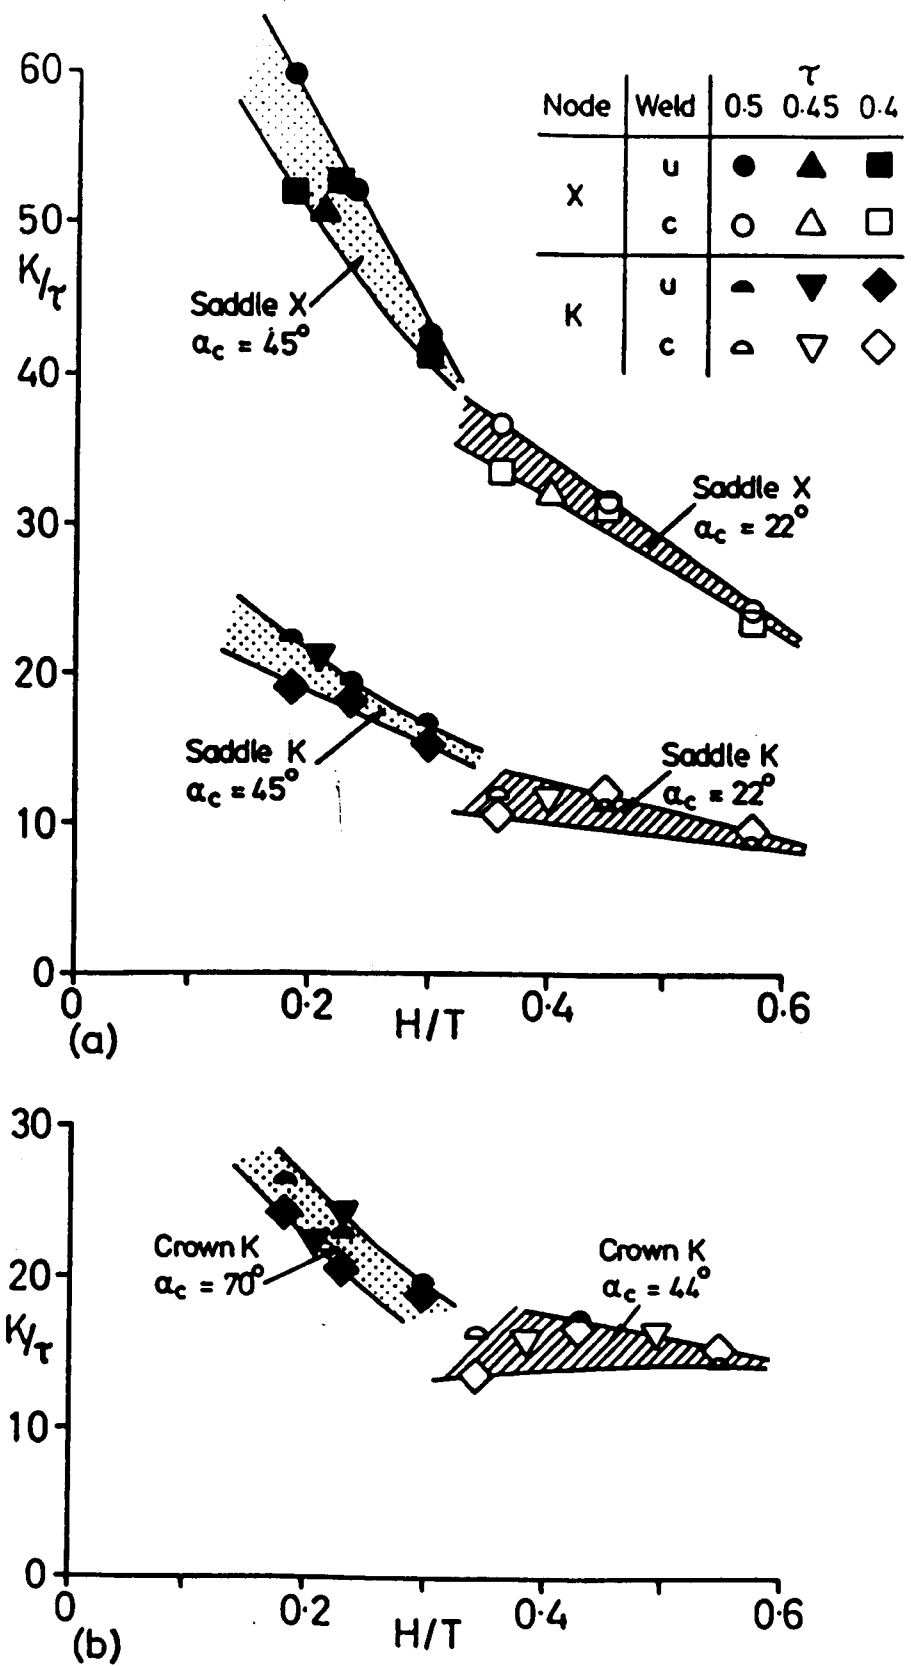 60
50
K/τ
40
30
20
10
0
Saddle X
αc = 45°
Saddle X
αc = 22°
Saddle K
αc = 45°
Saddle K
αc = 22°
τ
Node Weld 0.5 0.45 0.4
X
u
c
K
u
c
0 0.2 0.4 0.6
H/T
(a)
30
20
K/τ
10
0
Crown K
αc = 70°
Crown K
αc = 44°
0 0.2 0.4 0.6
H/T
(b)